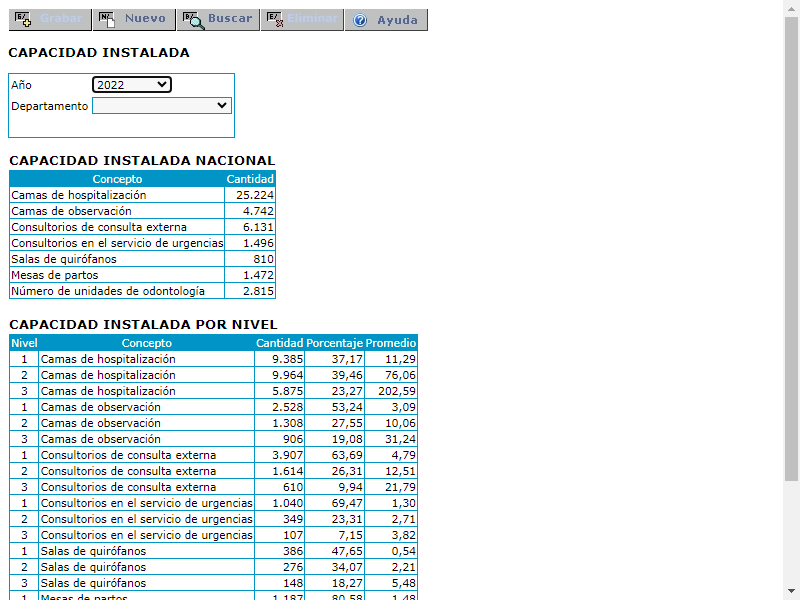 Grabar Nuevo Buscar Eliminar Ayuda
CAPACIDAD INSTALADA
Año 2022
Departamento
CAPACIDAD INSTALADA NACIONAL
Concepto Cantidad
Camas de hospitalización 25.224
Camas de observación 4.742
Consultorios de consulta externa 6.131
Consultorios en el servicio de urgencias 1.496
Salas de quirófanos 810
Mesas de partos 1.472
Número de unidades de odontología 2.815
CAPACIDAD INSTALADA POR NIVEL
Nivel Concepto Cantidad Porcentaje Promedio
1 Camas de hospitalización 9.385 37,17 11,29
2 Camas de hospitalización 9.964 39,46 76,06
3 Camas de hospitalización 5.875 23,27 202,59
1 Camas de observación 2.528 53,24 3,09
2 Camas de observación 1.308 27,55 10,06
3 Camas de observación 906 19,08 31,24
1 Consultorios de consulta externa 3.907 63,69 4,79
2 Consultorios de consulta externa 1.614 26,31 12,51
3 Consultorios de consulta externa 610 9,94 21,79
1 Consultorios en el servicio de urgencias 1.040 69,47 1,30
2 Consultorios en el servicio de urgencias 349 23,31 2,71
3 Consultorios en el servicio de urgencias 107 7,15 3,82
1 Salas de quirófanos 386 47,65 0,54
2 Salas de quirófanos 276 34,07 2,21
3 Salas de quirófanos 148 18,27 5,48
1 Mesas de partos 1.187 80,58 1,48